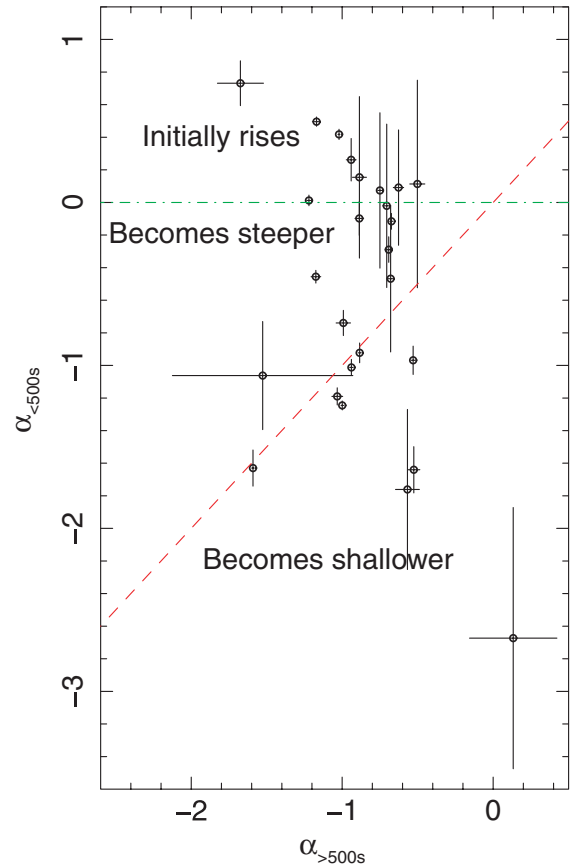 1
0
−1
−2
−3
α<500s
Initially rises
Becomes steeper
Becomes shallower
−2
−1
0
α>500s